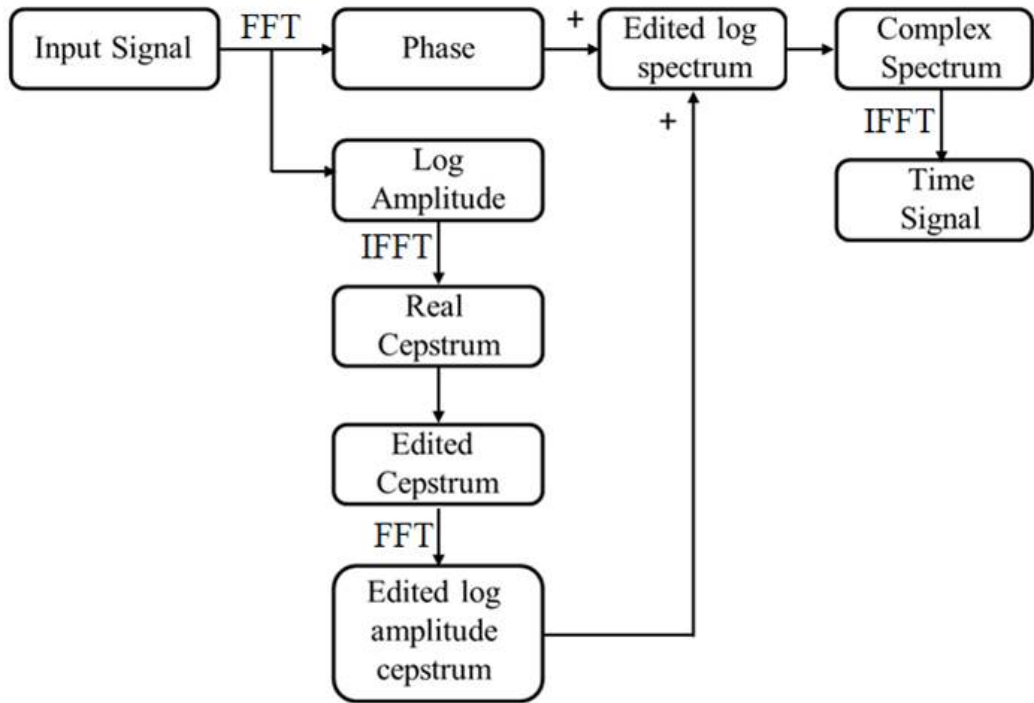 Input Signal
FFT
Phase
+
Edited log
spectrum
Complex
Spectrum
IFFT
Time
Signal
+
Log
Amplitude
IFFT
Real
Cepstrum
Edited
Cepstrum
FFT
Edited log
amplitude
cepstrum